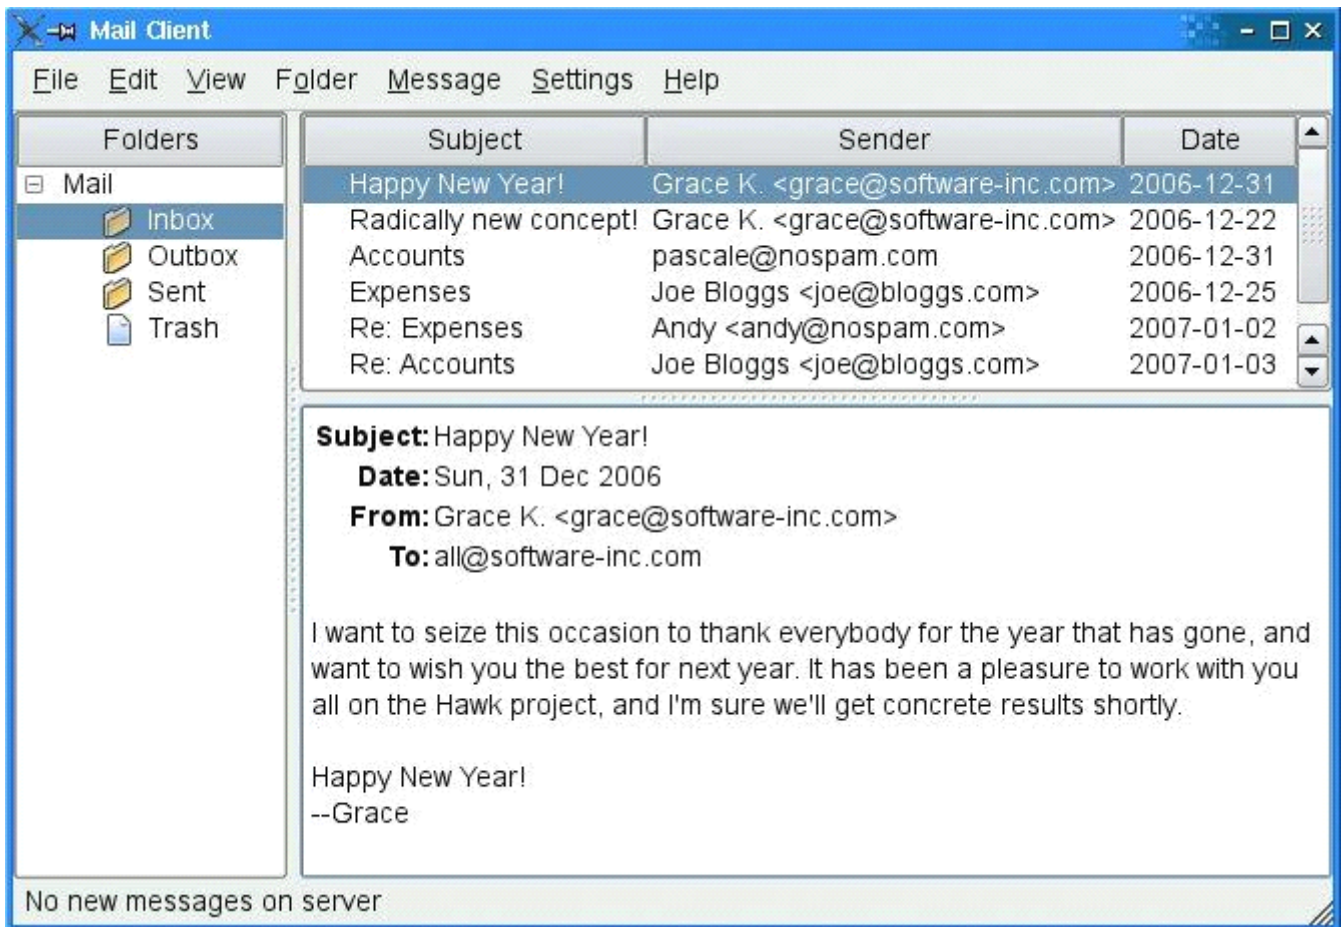 Mail Client
File Edit View Folder Message Settings Help
Folders
Mail
Inbox
Outbox
Sent
Trash
Subject Sender Date
Happy New Year! Grace K. <grace@software-inc.com> 2006-12-31
Radically new concept! Grace K. <grace@software-inc.com> 2006-12-22
Accounts pascale@nospam.com 2006-12-31
Expenses Joe Bloggs <joe@bloggs.com> 2006-12-25
Re: Expenses Andy <andy@nospam.com> 2007-01-02
Re: Accounts Joe Bloggs <joe@bloggs.com> 2007-01-03
Subject: Happy New Year!
Date: Sun, 31 Dec 2006
From: Grace K. <grace@software-inc.com>
To: all@software-inc.com
I want to seize this occasion to thank everybody for the year that has gone, and
want to wish you the best for next year. It has been a pleasure to work with you
all on the Hawk project, and I'm sure we'll get concrete results shortly.
Happy New Year!
--Grace
No new messages on server